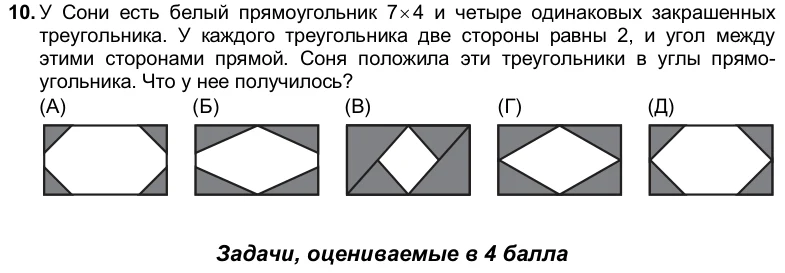 10. У Сони есть белый прямоугольник 7×4 и четыре одинаковых закрашенных
треугольника. У каждого треугольника две стороны равны 2, и угол между
этими сторонами прямой. Соня положила эти треугольники в углы прямо-
угольника. Что у нее получилось?
(А) (Б) (В) (Г) (Д)
Задачи, оцениваемые в 4 балла